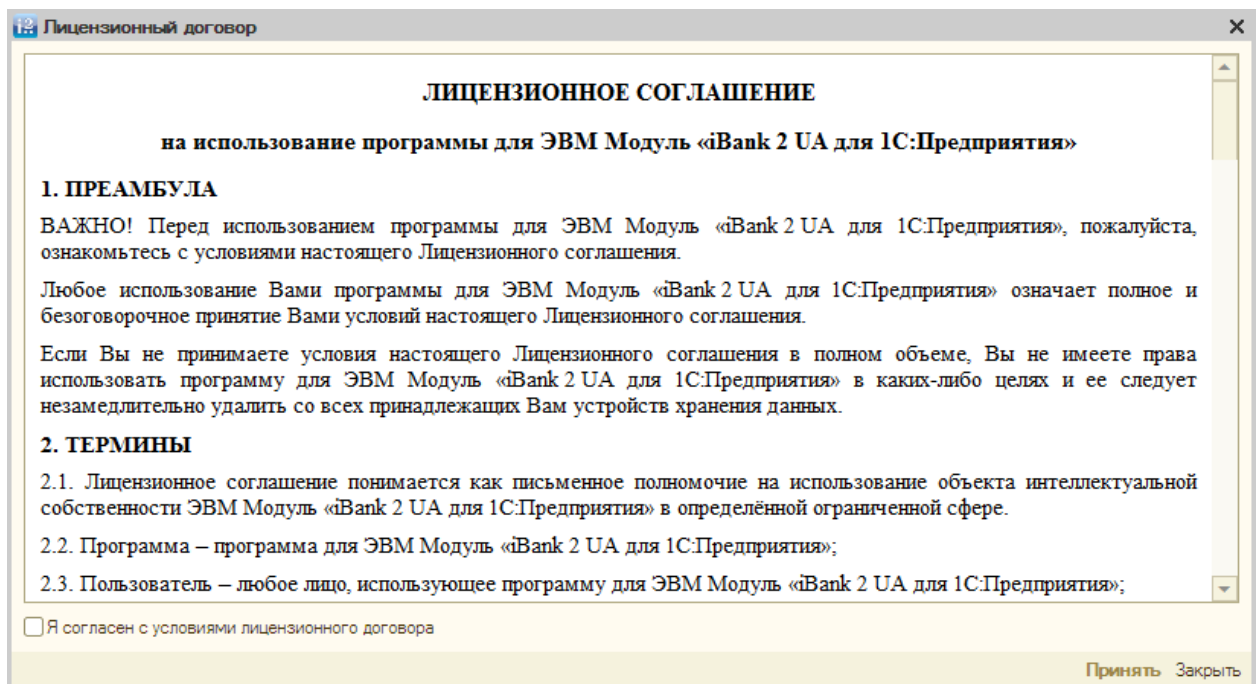 Лицензионный договор
ЛИЦЕНЗИОННОЕ СОГЛАШЕНИЕ
на использование программы для ЭВМ Модуль «iBank 2 UA для 1С:Предприятия»
1. ПРЕАМБУЛА
ВАЖНО! Перед использованием программы для ЭВМ Модуль «iBank 2 UA для 1С:Предприятия», пожалуйста,
ознакомьтесь с условиями настоящего Лицензионного соглашения.
Любое использование Вами программы для ЭВМ Модуль «iBank 2 UA для 1С:Предприятия» означает полное и
безоговорочное принятие Вами условий настоящего Лицензионного соглашения.
Если Вы не принимаете условия настоящего Лицензионного соглашения в полном объеме, Вы не имеете права
использовать программу для ЭВМ Модуль «iBank 2 UA для 1С:Предприятия» в каких-либо целях и ее следует
незамедлительно удалить со всех принадлежащих Вам устройств хранения данных.
2. ТЕРМИНЫ
2.1. Лицензионное соглашение понимается как письменное полномочие на использование объекта интеллектуальной
собственности ЭВМ Модуль «iBank 2 UA для 1С:Предприятия» в определённой ограниченной сфере.
2.2. Программа – программа для ЭВМ Модуль «iBank 2 UA для 1С:Предприятия»;
2.3. Пользователь – любое лицо, использующее программу для ЭВМ Модуль «iBank 2 UA для 1С:Предприятия»;
Я согласен с условиями лицензионного договора
Принять Закрыть